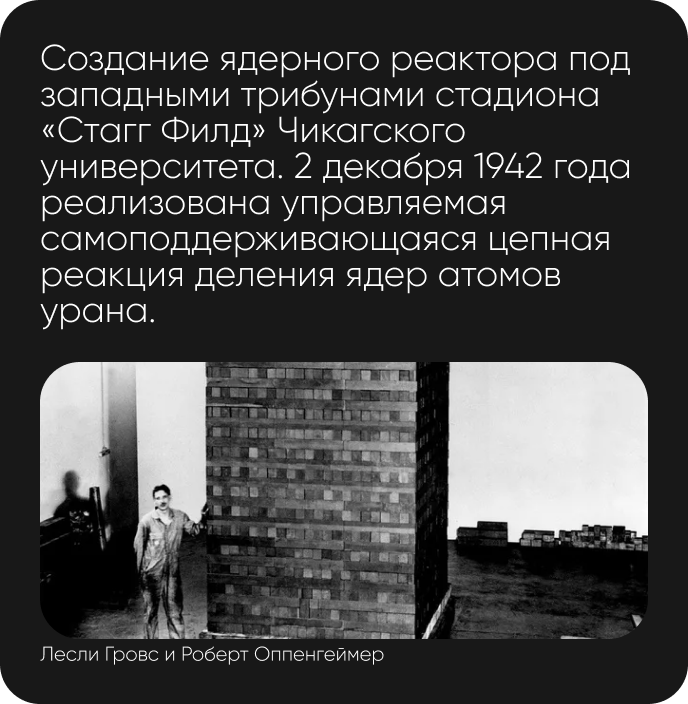 Создание ядерного реактора под
западными трибунами стадиона
«Стагг Филд» Чикагского
университета. 2 декабря 1942 года
реализована управляемая
самоподдерживающаяся цепная
реакция деления ядер атомов
урана.
Лесли Гровс и Роберт Оппенгеймер